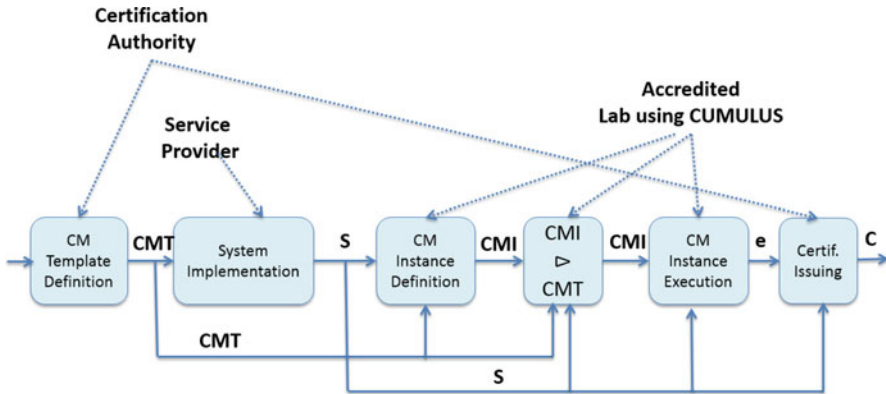 Certification
Authority
Accredited
Lab using CUMULUS
Service
Provider
CM
Template
Definition
CMT
System
Implementation
S
CM
Instance
Definition
CMI
CMI
⊳
CMT
CMI
CM
Instance
Execution
e
Certif.
Issuing
C
CMT
S